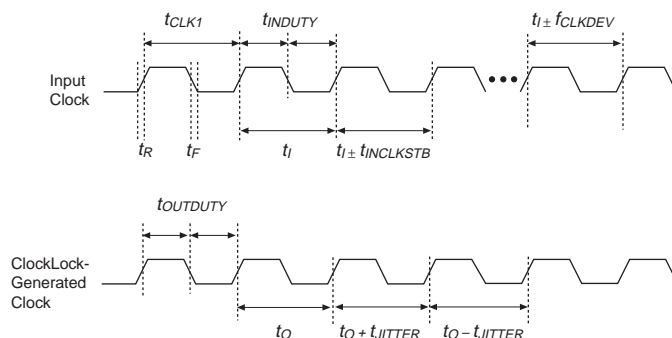 tCLK1 tINDUTY tI ± fCLKDEV
Input
Clock
tR tF tI tI ± tINCLKSTB
tOUTDUTY
ClockLock-
Generated
Clock
tO tO + tJITTER tO – tJITTER